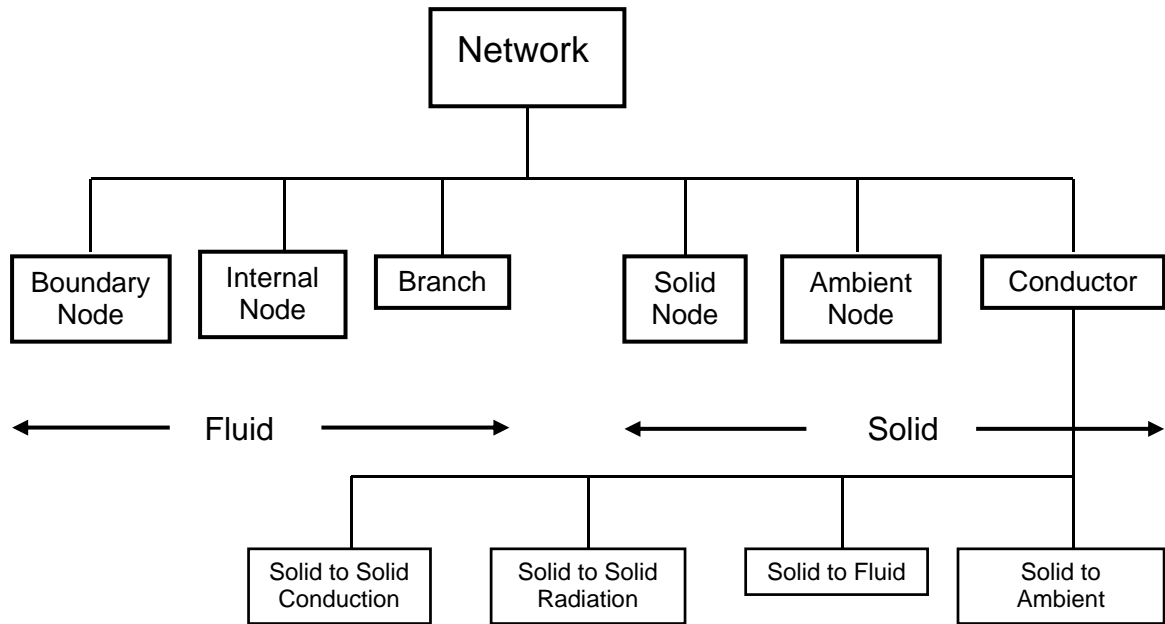 Network
Boundary
Node
Internal
Node
Branch
Solid
Node
Ambient
Node
Conductor
Fluid
Solid
Solid to Solid
Conduction
Solid to Solid
Radiation
Solid to Fluid
Solid to
Ambient